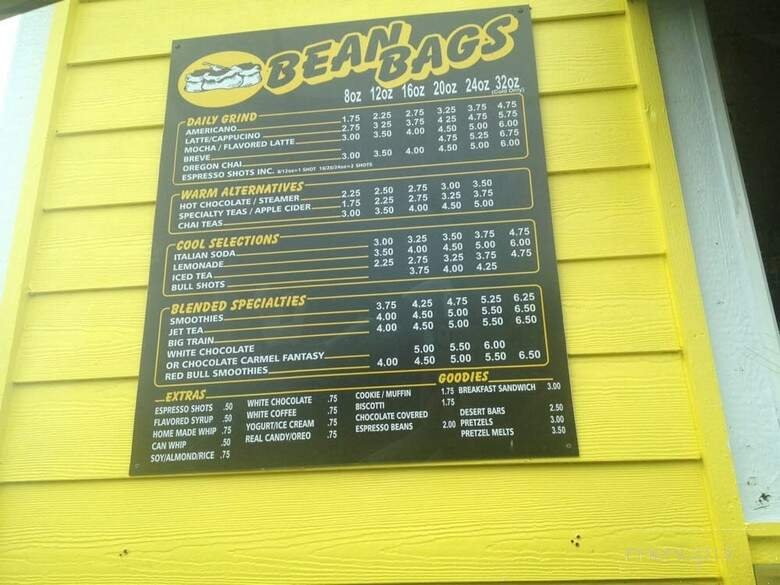 BEAN BAGS
8oz 12oz 16oz 20oz 24oz 32oz
(Cold Only)
DAILY GRIND
AMERICANO 1.75 2.25 2.75 3.25 3.75 4.75
LATTE/CAPPUCINO 2.75 3 25 3.75 4.25 4.75 5.75
MOCHA / FLAVORED LATTE 3.00 3.50 4.00 4.50 5.00 6.00
BREVE 4.75 5.25 6.75
OREGON CHAI 3.00 3.50 4.00 4.50 5.00 6.00
ESPRESSO SHOTS INC. 8/12oz=1 SHOT 16/20/24oz=2 SHOTS
WARM ALTERNATIVES
HOT CHOCOLATE / STEAMER 2.25 2.50 2.75 3.00 3.50
SPECIALTY TEAS / APPLE CIDER 1.75 2.25 2.75 3.25 3.75
CHAI TEAS 3.00 3.50 4.00 4.50 5.00
COOL SELECTIONS
ITALIAN SODA 3.00 3.25 3.50 3.75 4.75
LEMONADE 3.50 4.00 4.50 5.00 6.00
ICED TEA 2.25 2.75 3.25 3.75 4.75
BULL SHOTS 3.75 4.00 4.25
BLENDED SPECIALTIES
SMOOTHIES 3.75 4.25 4.75 5.25 6.25
JET TEA 4.00 4.50 5.00 5.50 6.50
BIG TRAIN 4.00 4.50 5.00 5.50 6.50
WHITE CHOCOLATE
OR CHOCOLATE CARMEL FANTASY 5.00 5.50 6.00
RED BULL SMOOTHIES 4.00 4.50 5.00 5.50 6.50
EXTRAS
ESPRESSO SHOTS .50
FLAVORED SYRUP .50
HOME MADE WHIP .75
CAN WHIP .50
SOY/ALMOND/RICE .75
WHITE CHOCOLATE .75
WHITE COFFEE .75
YOGURT/ICE CREAM .75
REAL CANDY/OREO .75
GOODIES
COOKIE / MUFFIN 1.75
BISCOTTI 1.75
CHOCOLATE COVERED
ESPRESSO BEANS 2.00
BREAKFAST SANDWICH 3.00
DESERT BARS 2.50
PRETZELS 3.00
PRETZEL MELTS 3.50